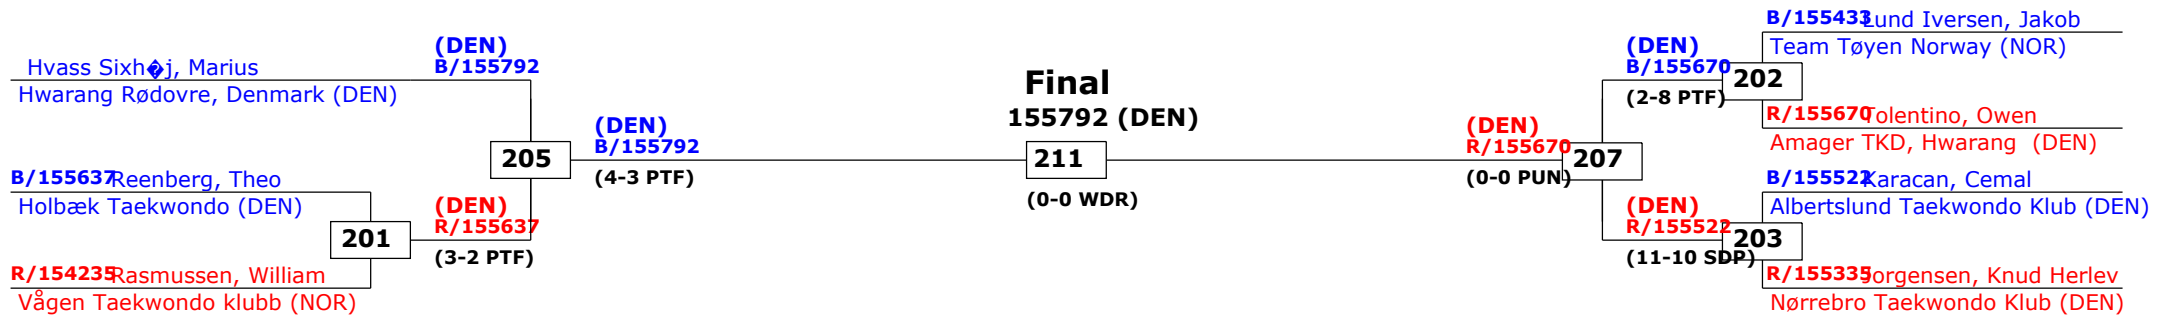 Hvass Sixh�j, Marius
Hwarang Rødovre, Denmark (DEN)
B/155637 Reenberg, Theo
Holbæk Taekwondo (DEN)
R/154235 Rasmussen, William
Vågen Taekwondo klubb (NOR)
201
(DEN)
B/155792
(DEN)
R/155637
(3-2 PTF)
205
(DEN)
B/155792
(4-3 PTF)
Final
155792 (DEN)
211
(0-0 WDR)
(DEN)
R/155670
(0-0 PUN)
207
(DEN)
B/155670
(2-8 PTF)
(DEN)
R/155522
(11-10 SDP)
202
203
B/155433 Lund Iversen, Jakob
Team Tøyen Norway (NOR)
R/155670 Tolentino, Owen
Amager TKD, Hwarang (DEN)
B/155522 Karacan, Cemal
Albertslund Taekwondo Klub (DEN)
R/155335 Jorgensen, Knud Herlev
Nørrebro Taekwondo Klub (DEN)